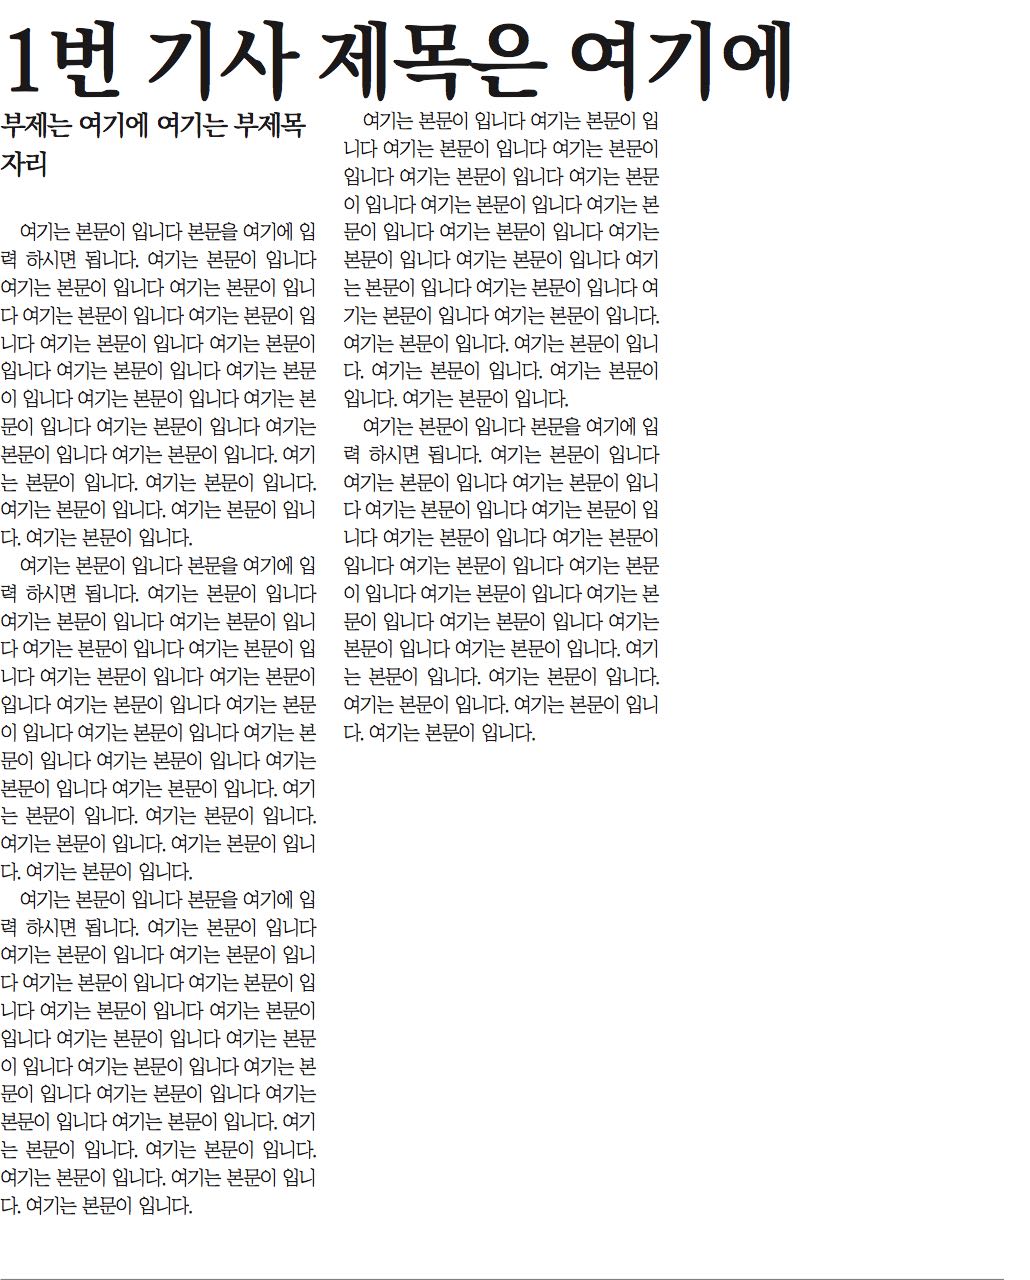 1번 기사 제목은 여기에
부제는 여기에 여기는 부제목
자리
여기는 본문이 입니다 본문을 여기에 입
력 하시면 됩니다. 여기는 본문이 입니다
여기는 본문이 입니다 여기는 본문이 입니
다 여기는 본문이 입니다 여기는 본문이 입
니다 여기는 본문이 입니다 여기는 본문이
입니다 여기는 본문이 입니다 여기는 본문
이 입니다 여기는 본문이 입니다 여기는 본
문이 입니다 여기는 본문이 입니다 여기는
본문이 입니다 여기는 본문이 입니다. 여기
는 본문이 입니다. 여기는 본문이 입니다.
여기는 본문이 입니다. 여기는 본문이 입니
다. 여기는 본문이 입니다.
여기는 본문이 입니다 본문을 여기에 입
력 하시면 됩니다. 여기는 본문이 입니다
여기는 본문이 입니다 여기는 본문이 입니
다 여기는 본문이 입니다 여기는 본문이 입
니다 여기는 본문이 입니다 여기는 본문이
입니다 여기는 본문이 입니다 여기는 본문
이 입니다 여기는 본문이 입니다 여기는 본
문이 입니다 여기는 본문이 입니다 여기는
본문이 입니다 여기는 본문이 입니다. 여기
는 본문이 입니다. 여기는 본문이 입니다.
여기는 본문이 입니다. 여기는 본문이 입니
다. 여기는 본문이 입니다.
여기는 본문이 입니다 본문을 여기에 입
력 하시면 됩니다. 여기는 본문이 입니다
여기는 본문이 입니다 여기는 본문이 입니
다 여기는 본문이 입니다 여기는 본문이 입
니다 여기는 본문이 입니다 여기는 본문이
입니다 여기는 본문이 입니다 여기는 본문
이 입니다 여기는 본문이 입니다 여기는 본
문이 입니다 여기는 본문이 입니다 여기는
본문이 입니다 여기는 본문이 입니다. 여기
는 본문이 입니다. 여기는 본문이 입니다.
여기는 본문이 입니다. 여기는 본문이 입니
다. 여기는 본문이 입니다.
여기는 본문이 입니다 여기는 본문이 입
니다 여기는 본문이 입니다 여기는 본문이
입니다 여기는 본문이 입니다 여기는 본문
이 입니다 여기는 본문이 입니다 여기는 본
문이 입니다 여기는 본문이 입니다 여기는
본문이 입니다 여기는 본문이 입니다 여기
는 본문이 입니다 여기는 본문이 입니다 여
기는 본문이 입니다 여기는 본문이 입니다.
여기는 본문이 입니다. 여기는 본문이 입니
다. 여기는 본문이 입니다. 여기는 본문이
입니다. 여기는 본문이 입니다.
여기는 본문이 입니다 본문을 여기에 입
력 하시면 됩니다. 여기는 본문이 입니다
여기는 본문이 입니다 여기는 본문이 입니
다 여기는 본문이 입니다 여기는 본문이 입
니다 여기는 본문이 입니다 여기는 본문이
입니다 여기는 본문이 입니다 여기는 본문
이 입니다 여기는 본문이 입니다 여기는 본
문이 입니다 여기는 본문이 입니다 여기는
본문이 입니다 여기는 본문이 입니다. 여기
는 본문이 입니다. 여기는 본문이 입니다.
여기는 본문이 입니다. 여기는 본문이 입니
다. 여기는 본문이 입니다.